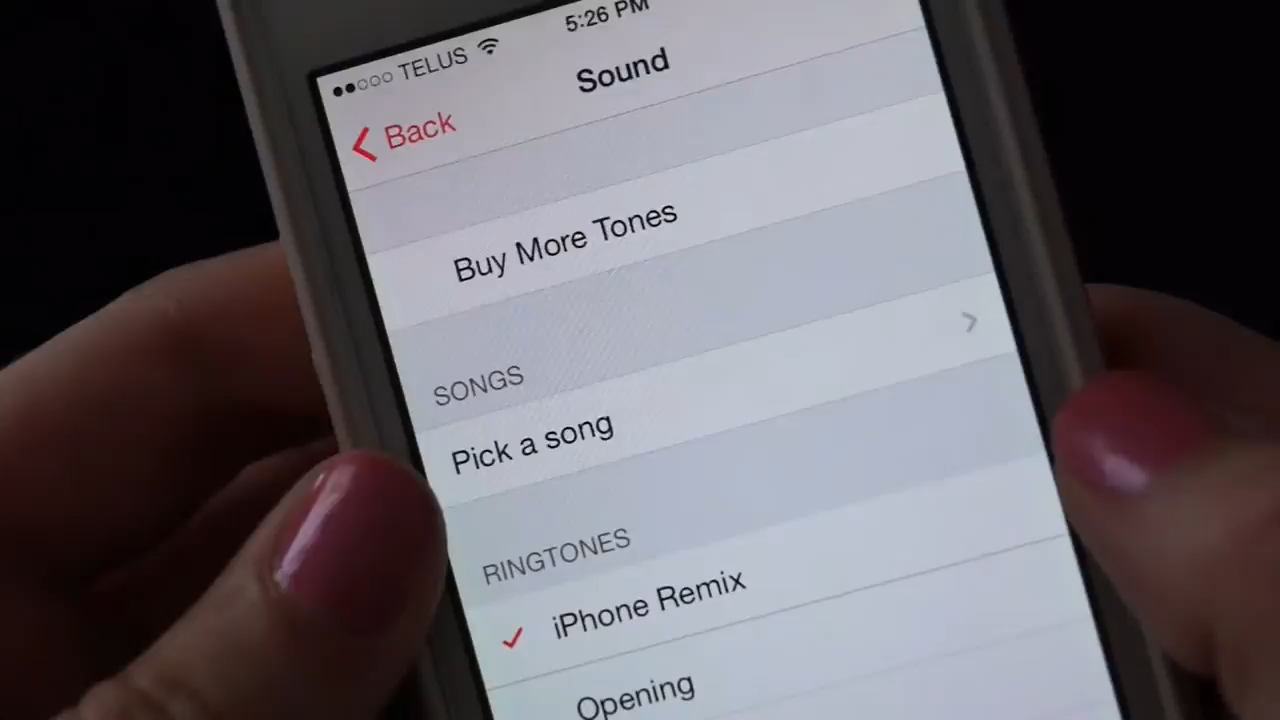 TELUS 5:26 PM
Back Sound
Buy More Tones
SONGS
Pick a song
RINGTONES
iPhone Remix
Opening